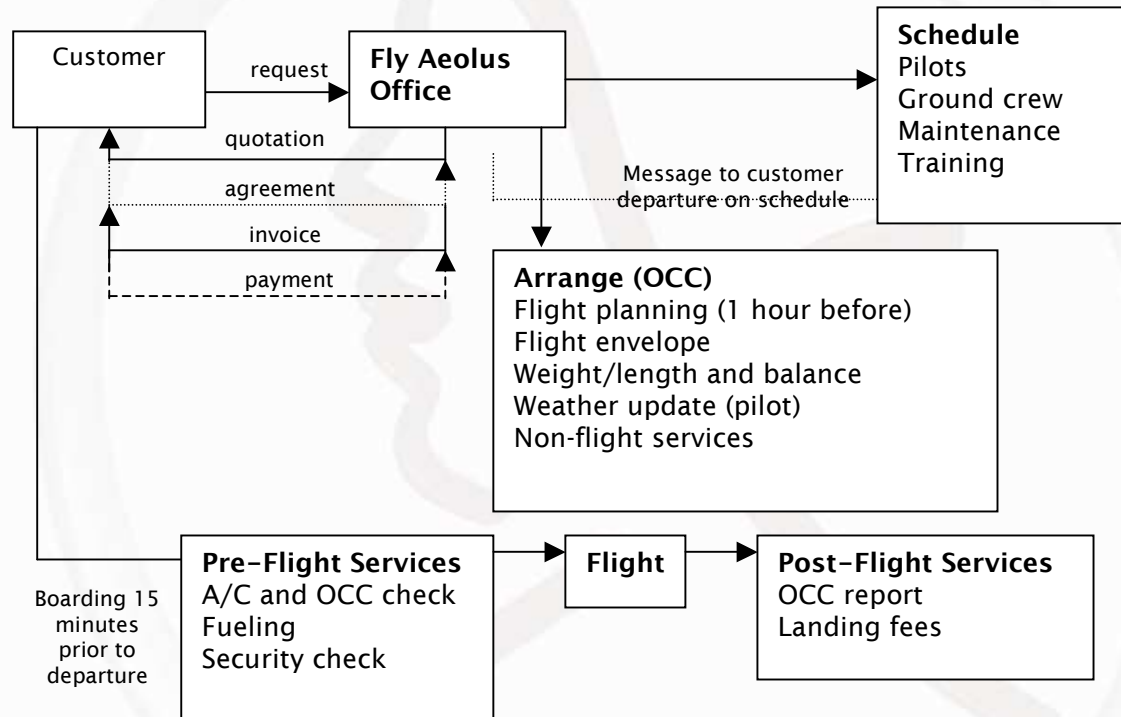 Customer
request
Fly Aeolus
Office
Schedule
Pilots
Ground crew
Maintenance
Training
quotation
agreement
invoice
payment
Message to customer
departure on schedule
Arrange (OCC)
Flight planning (1 hour before)
Flight envelope
Weight/length and balance
Weather update (pilot)
Non-flight services
Boarding 15
minutes
prior to
departure
Pre-Flight Services
A/C and OCC check
Fueling
Security check
Flight
Post-Flight Services
OCC report
Landing fees